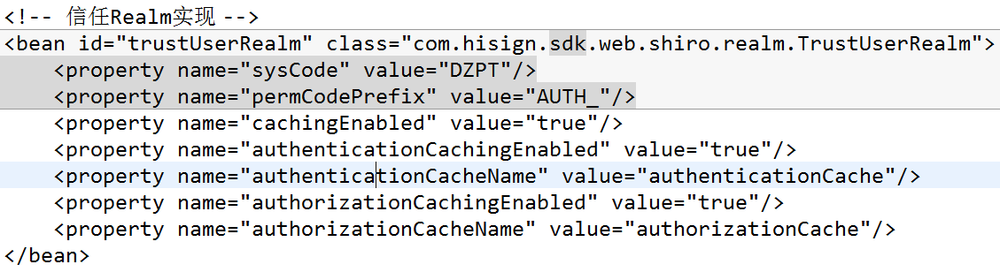 <!-- 信任Realm实现 -->
<bean id="trustUserRealm" class="com.hisign.sdk.web.shiro.realm.TrustUserRealm">
    <property name="sysCode" value="DZPT"/>
    <property name="permCodePrefix" value="AUTH_"/>
    <property name="cachingEnabled" value="true"/>
    <property name="authenticationCachingEnabled" value="true"/>
    <property name="authenticationCacheName" value="authenticationCache"/>
    <property name="authorizationCachingEnabled" value="true"/>
    <property name="authorizationCacheName" value="authorizationCache"/>
</bean>